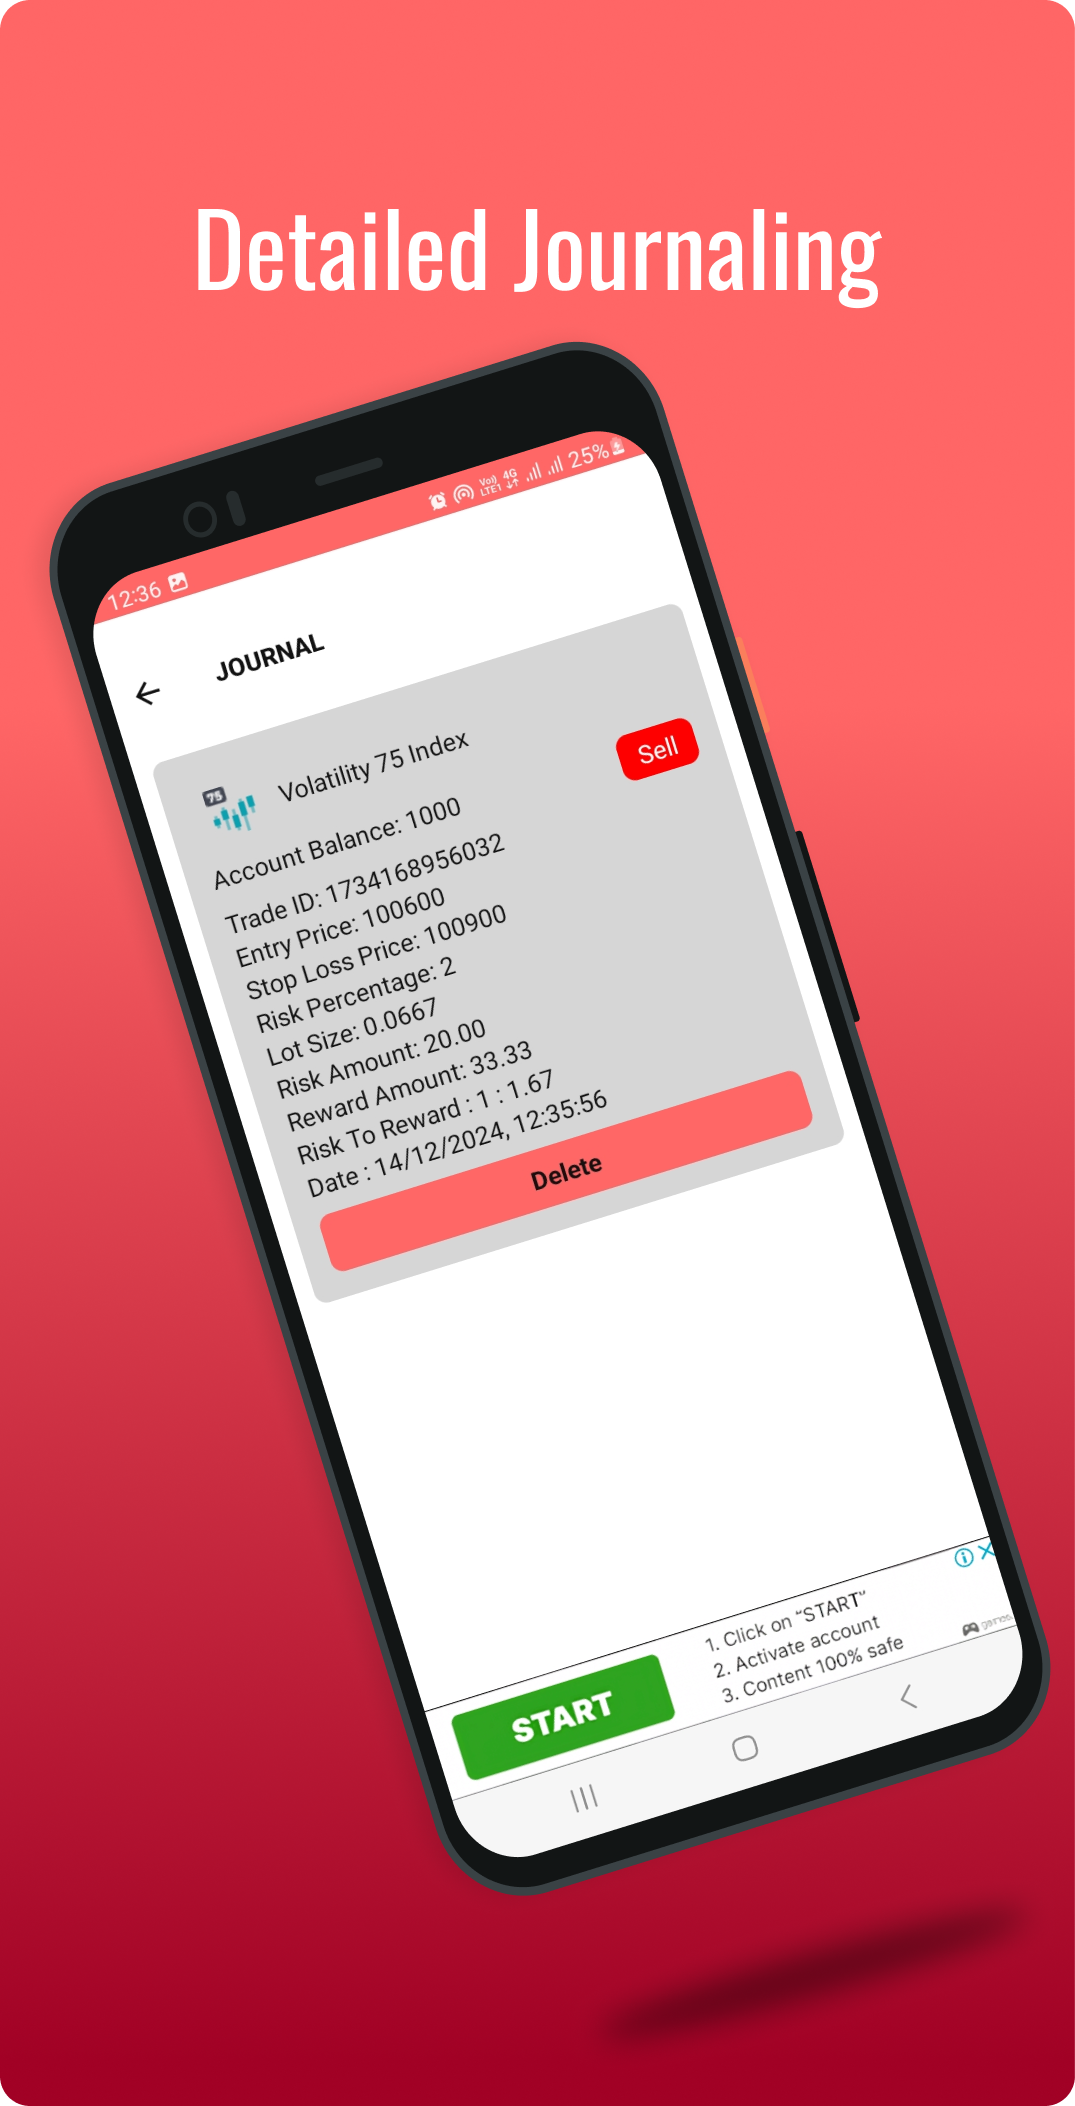 Detailed Journaling
12:36
Vo)) 4G 25%
LTE1
JOURNAL
75
Volatility 75 Index
Sell
Account Balance: 1000
Trade ID: 1734168956032
Entry Price: 100600
Stop Loss Price: 100900
Risk Percentage: 2
Lot Size: 0.0667
Risk Amount: 20.00
Reward Amount: 33.33
Risk To Reward : 1 : 1.67
Date : 14/12/2024, 12:35:56
Delete
START
1. Click on “START”
2. Activate account
3. Content 100% safe